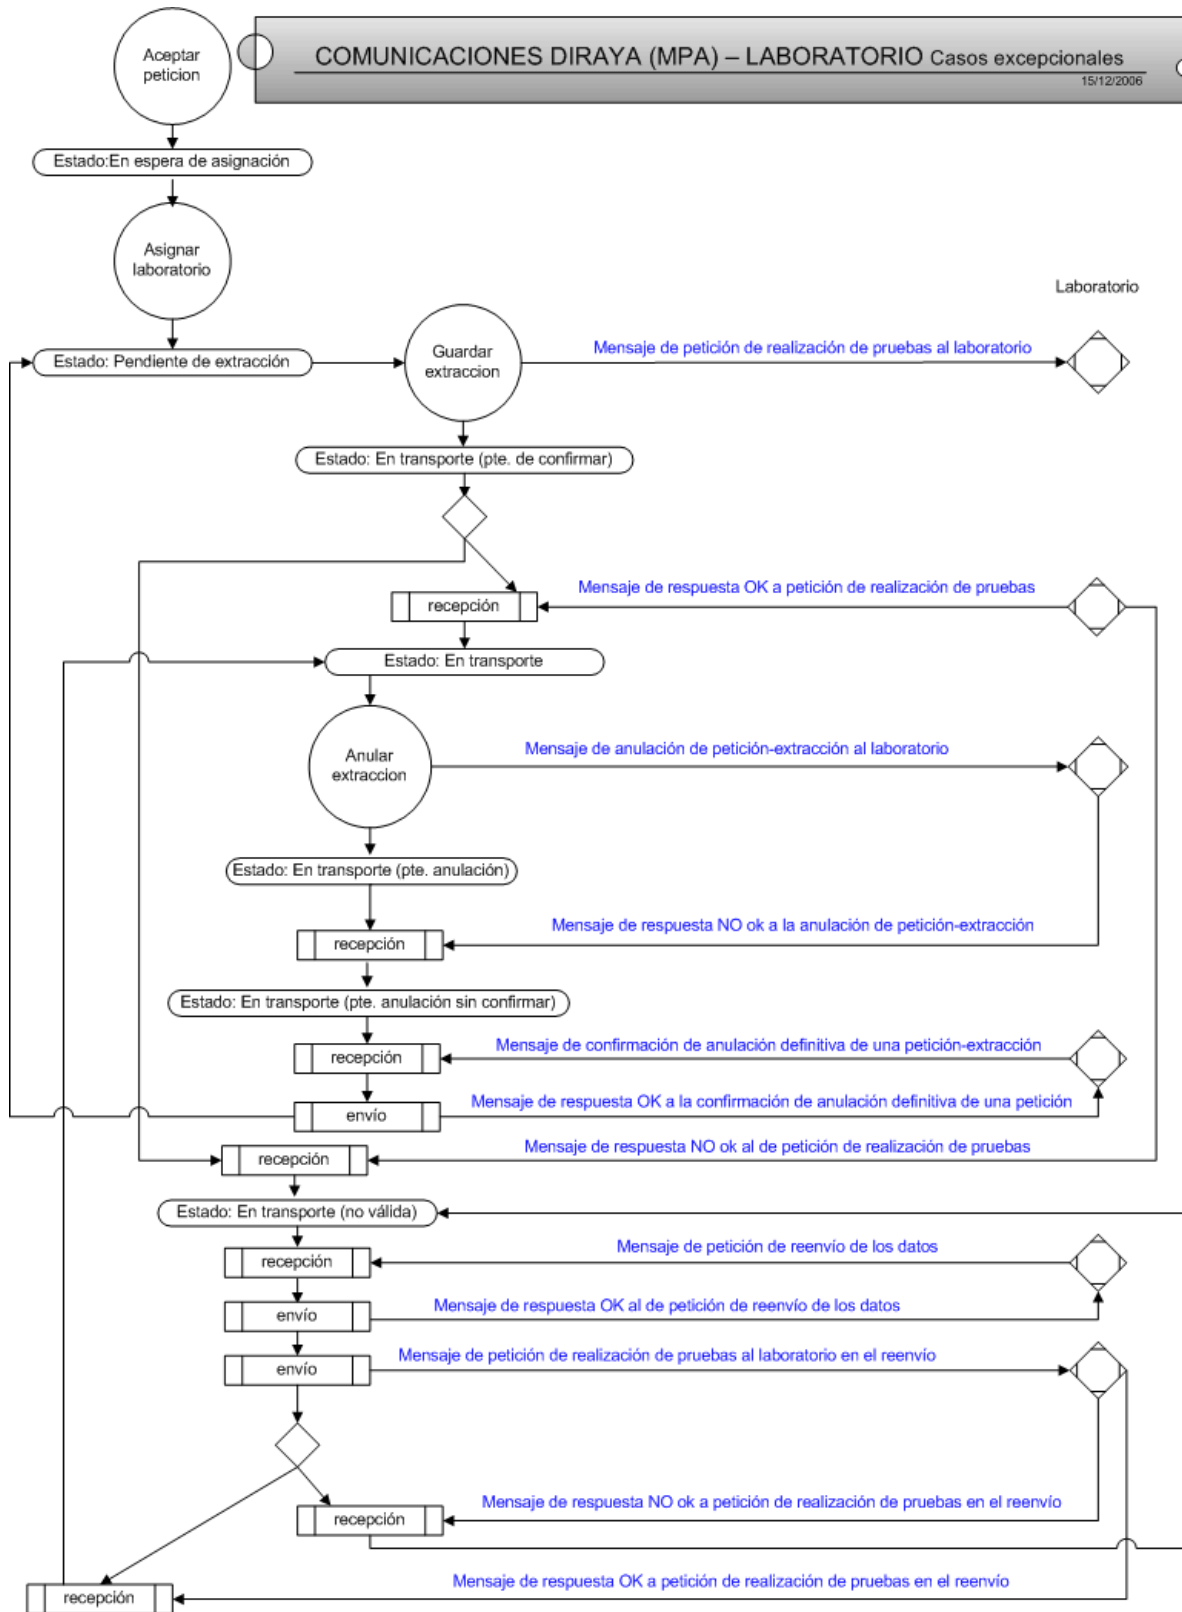 Aceptar
peticion
COMUNICACIONES DIRAYA (MPA) – LABORATORIO Casos excepcionales
15/12/2006
Estado:En espera de asignación
Asignar
laboratorio
Laboratorio
Estado: Pendiente de extracción
Guardar
extraccion
Mensaje de petición de realización de pruebas al laboratorio
Estado: En transporte (pte. de confirmar)
Mensaje de respuesta OK a petición de realización de pruebas
recepción
Estado: En transporte
Anular
extraccion
Mensaje de anulación de petición-extracción al laboratorio
Estado: En transporte (pte. anulación)
Mensaje de respuesta NO ok a la anulación de petición-extracción
recepción
Estado: En transporte (pte. anulación sin confirmar)
Mensaje de confirmación de anulación definitiva de una petición-extracción
recepción
Mensaje de respuesta OK a la confirmación de anulación definitiva de una petición
envío
Mensaje de respuesta NO ok al de petición de realización de pruebas
recepción
Estado: En transporte (no válida)
Mensaje de petición de reenvío de los datos
recepción
Mensaje de respuesta OK al de petición de reenvío de los datos
envío
Mensaje de petición de realización de pruebas al laboratorio en el reenvío
envío
Mensaje de respuesta NO ok a petición de realización de pruebas en el reenvío
recepción
Mensaje de respuesta OK a petición de realización de pruebas en el reenvío
recepción